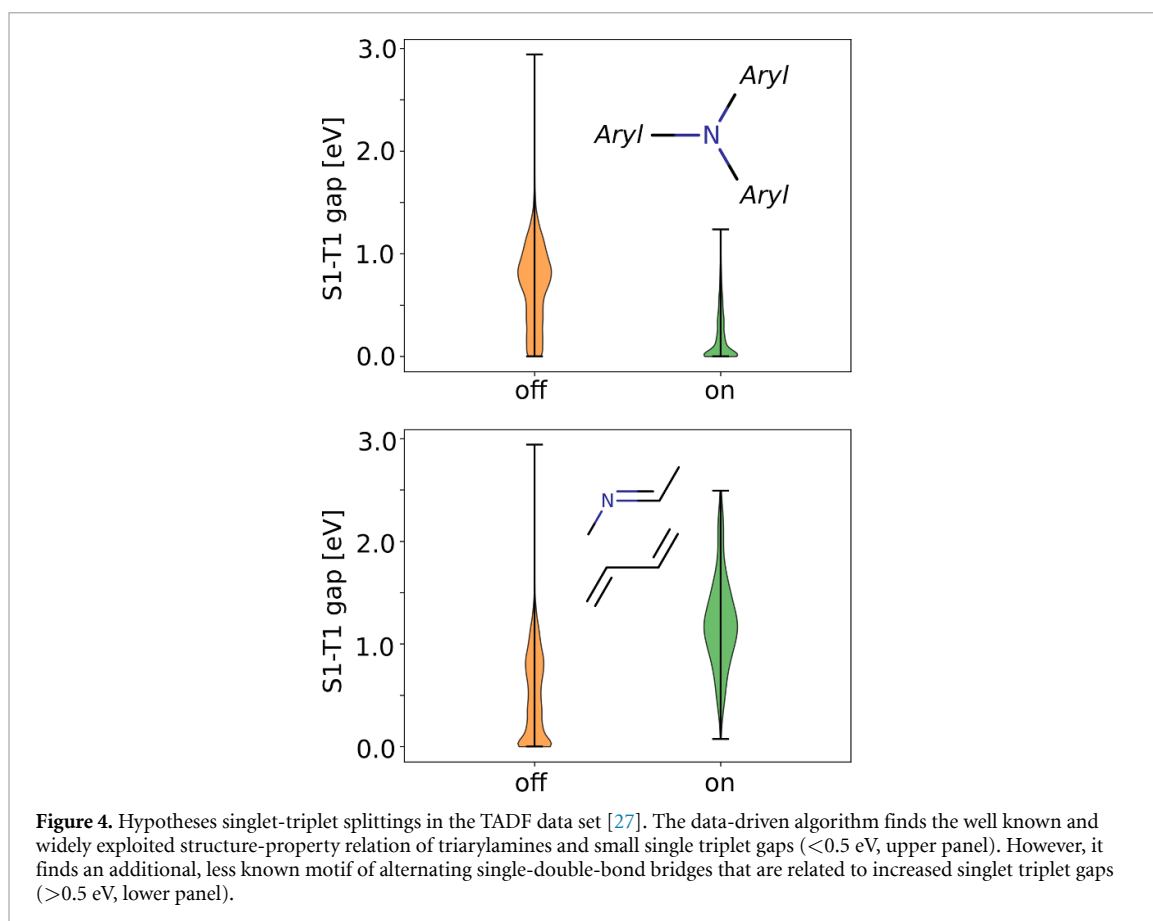 3.0
2.0
1.0
0.0
S1-T1 gap [eV]
Aryl
Aryl
N
Aryl
off
on
3.0
2.0
1.0
0.0
S1-T1 gap [eV]
N
off
on
Figure 4. Hypotheses singlet-triplet splittings in the TADF data set [27]. The data-driven algorithm finds the well known and
widely exploited structure-property relation of triarylamines and small single triplet gaps (<0.5 eV, upper panel). However, it
finds an additional, less known motif of alternating single-double-bond bridges that are related to increased singlet triplet gaps
(>0.5 eV, lower panel).